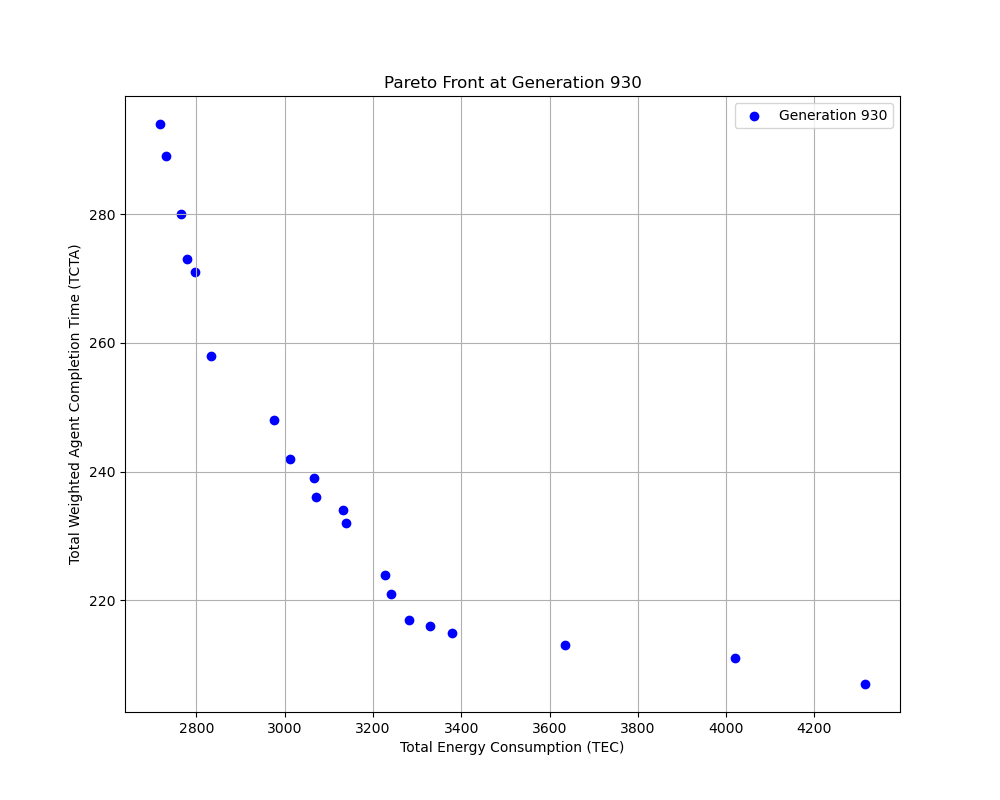 Pareto Front at Generation 930
Generation 930
Total Weighted Agent Completion Time (TCTA)
280
260
240
220
2800 3000 3200 3400 3600 3800 4000 4200
Total Energy Consumption (TEC)